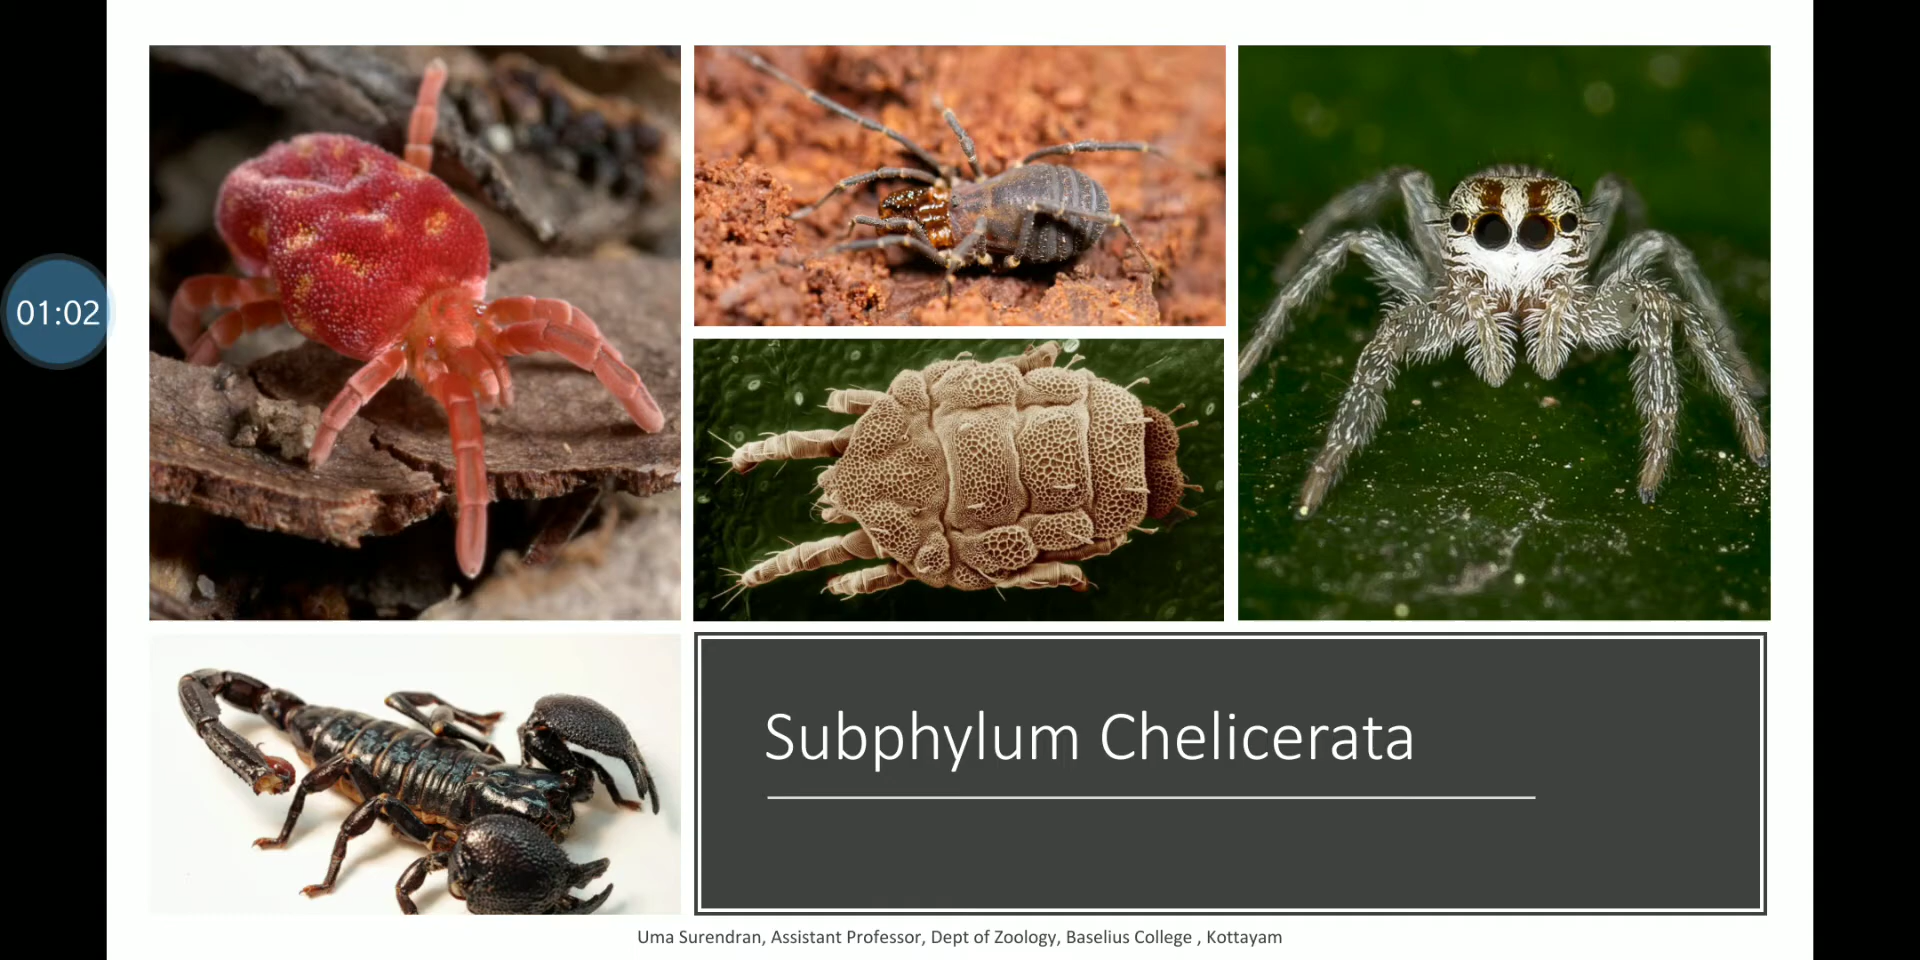 01:02
Subphylum Chelicerata
Uma Surendran, Assistant Professor, Dept of Zoology, Baselius College , Kottayam